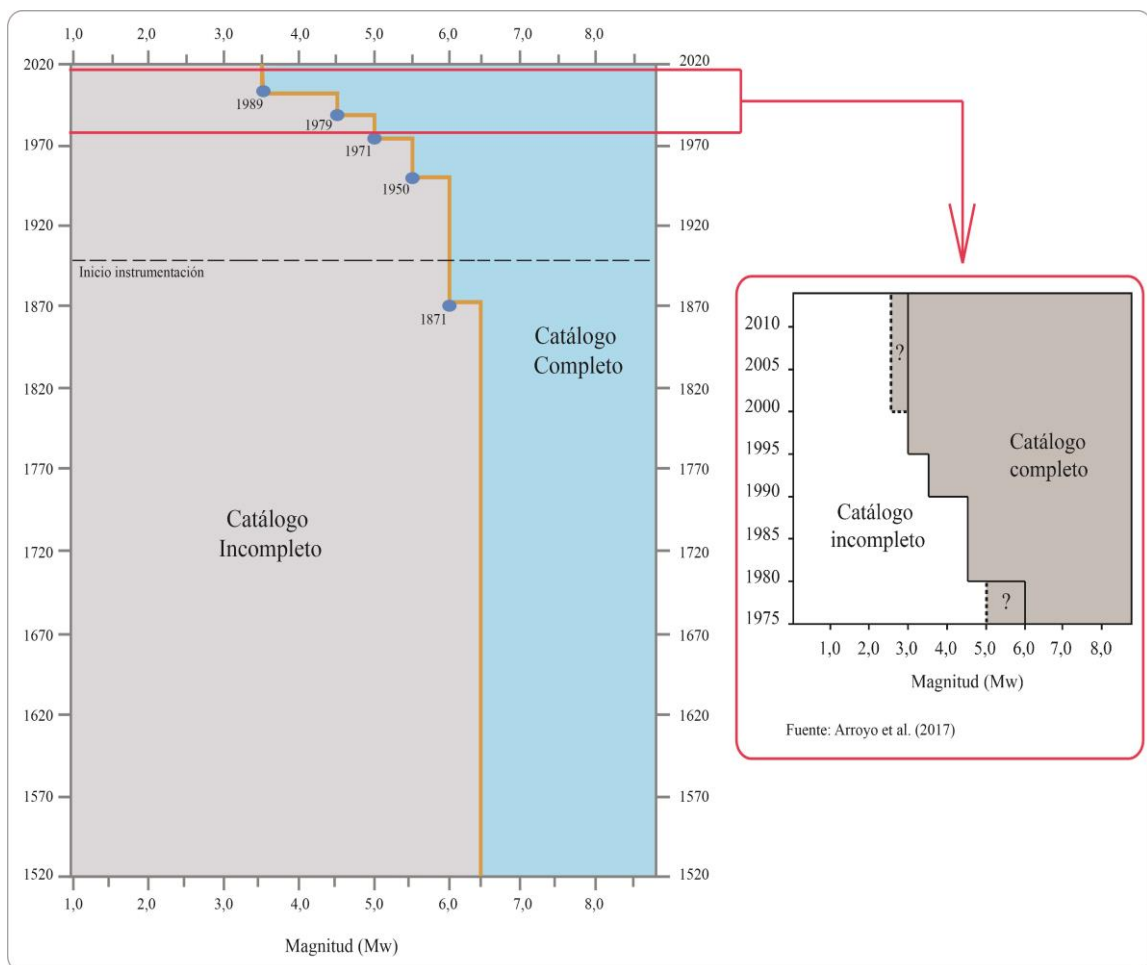 1,0 2,0 3,0 4,0 5,0 6,0 7,0 8,0
2020 2020
1989
1979
1971
1970 1970
1950
1920 1920
Inicio instrumentación
1870 1870
1871
Catálogo
Completo
1820 1820
1770 1770
Catálogo
Incompleto
1720 1720
1670 1670
1620 1620
1570 1570
1520 1520
1,0 2,0 3,0 4,0 5,0 6,0 7,0 8,0
Magnitud (Mw)
2010
?
2005
2000
Catálogo
completo
1995
1990
Catálogo
incompleto
1985
1980
?
1975
1,0 2,0 3,0 4,0 5,0 6,0 7,0 8,0
Magnitud (Mw)
Fuente: Arroyo et al. (2017)